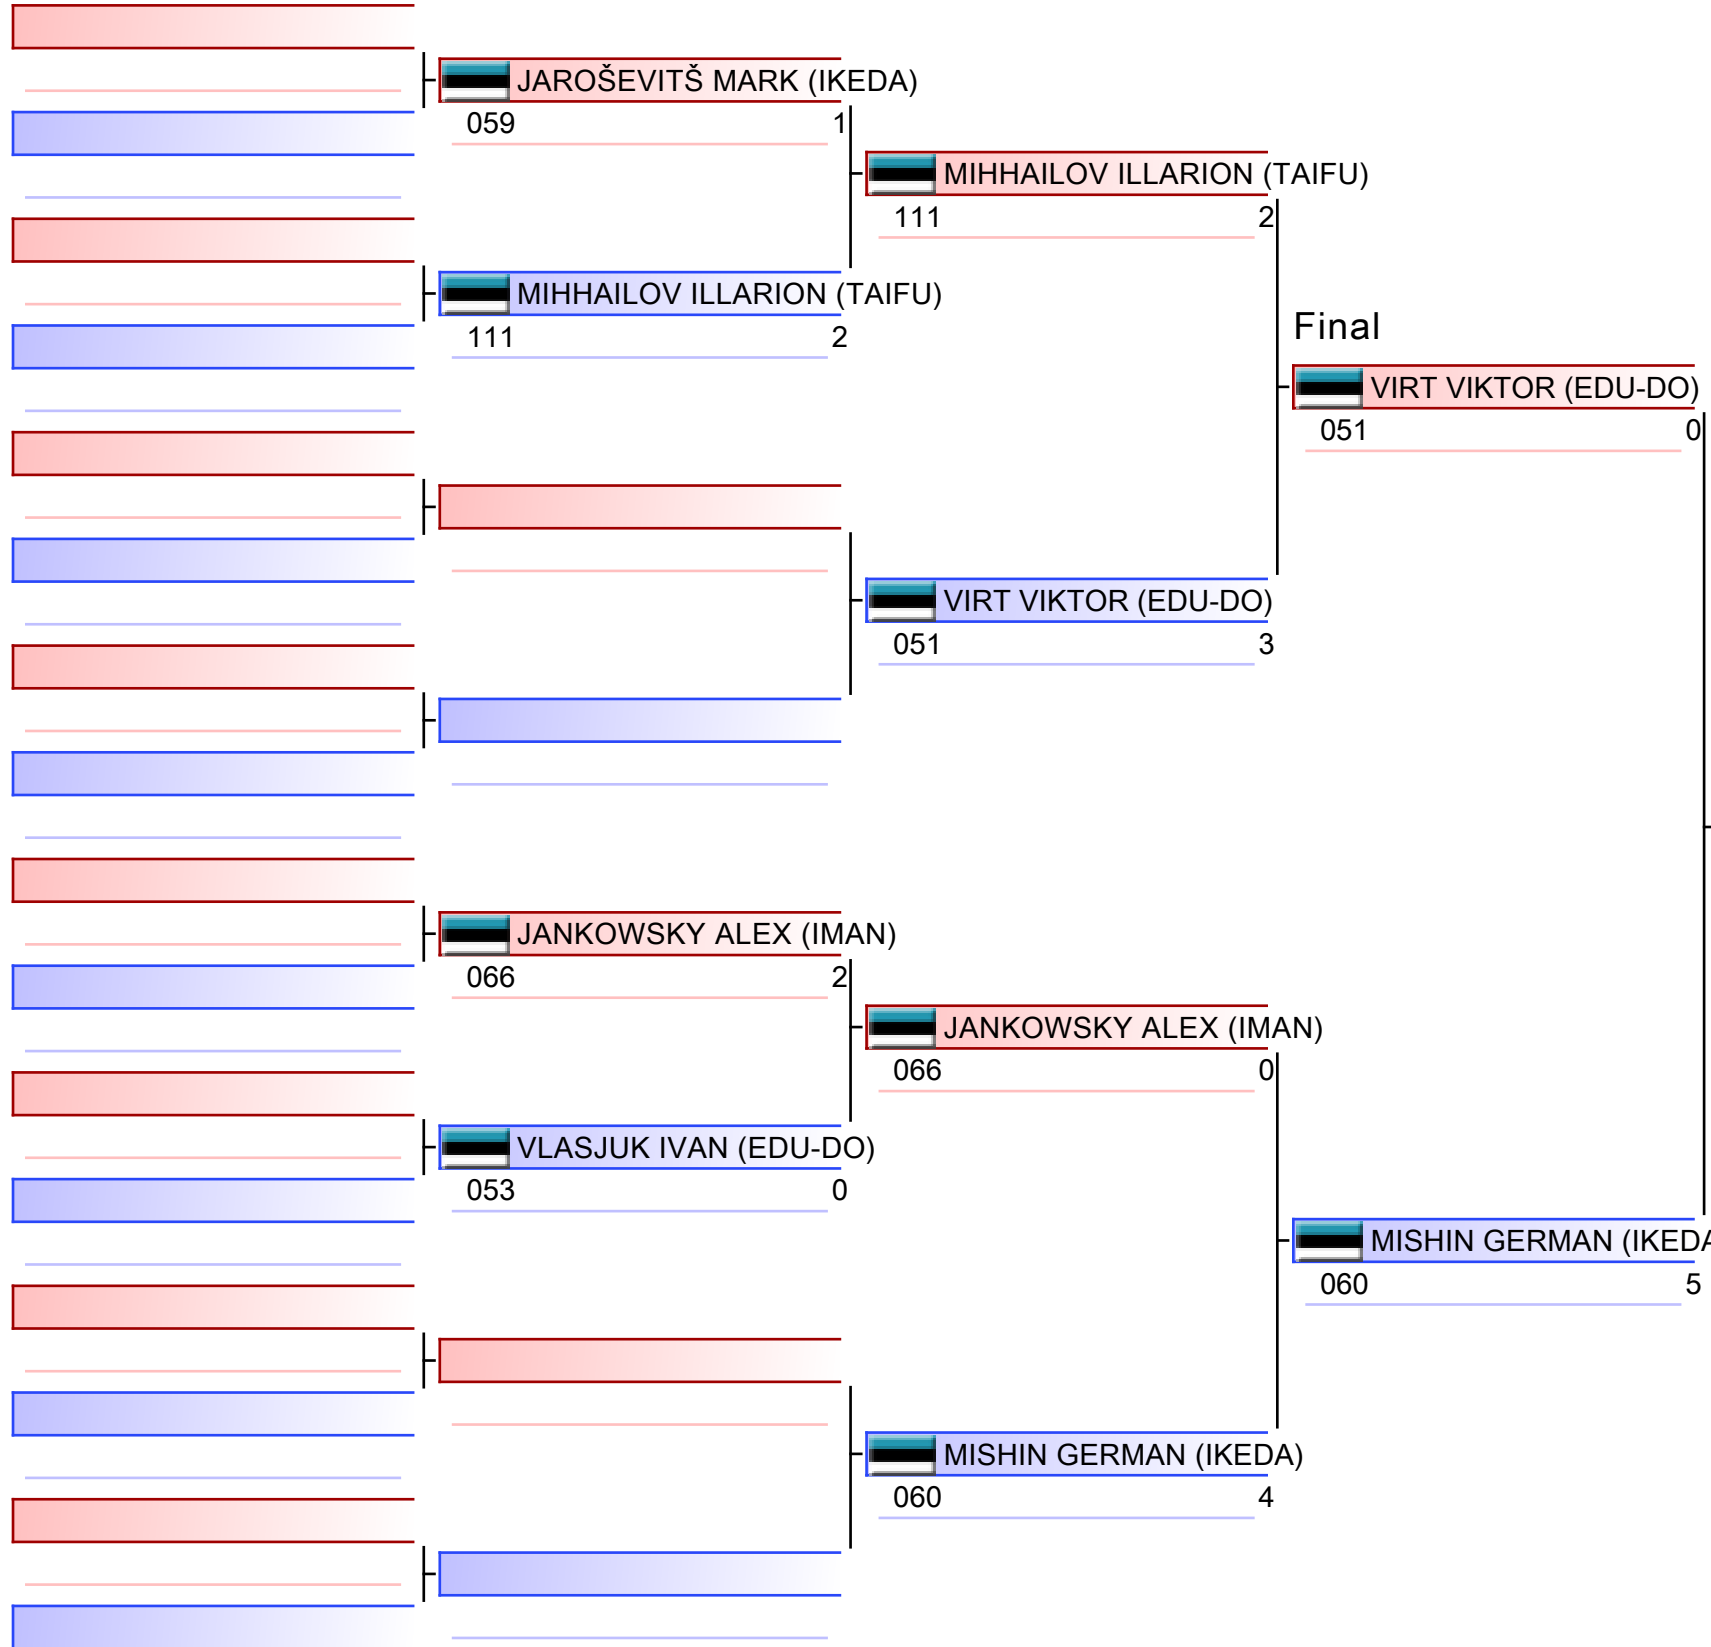 JAROŠEVITŠ MARK (IKEDA)
059 1
MIHHAILOV ILLARION (TAIFU)
111 2
MIHHAILOV ILLARION (TAIFU)
111 2
Final
VIRT VIKTOR (EDU-DO)
051 0
VIRT VIKTOR (EDU-DO)
051 3
JANKOWSKY ALEX (IMAN)
066 2
JANKOWSKY ALEX (IMAN)
066 0
VLASJUK IVAN (EDU-DO)
053 0
MISHIN GERMAN (IKEDA
060 5
MISHIN GERMAN (IKEDA)
060 4